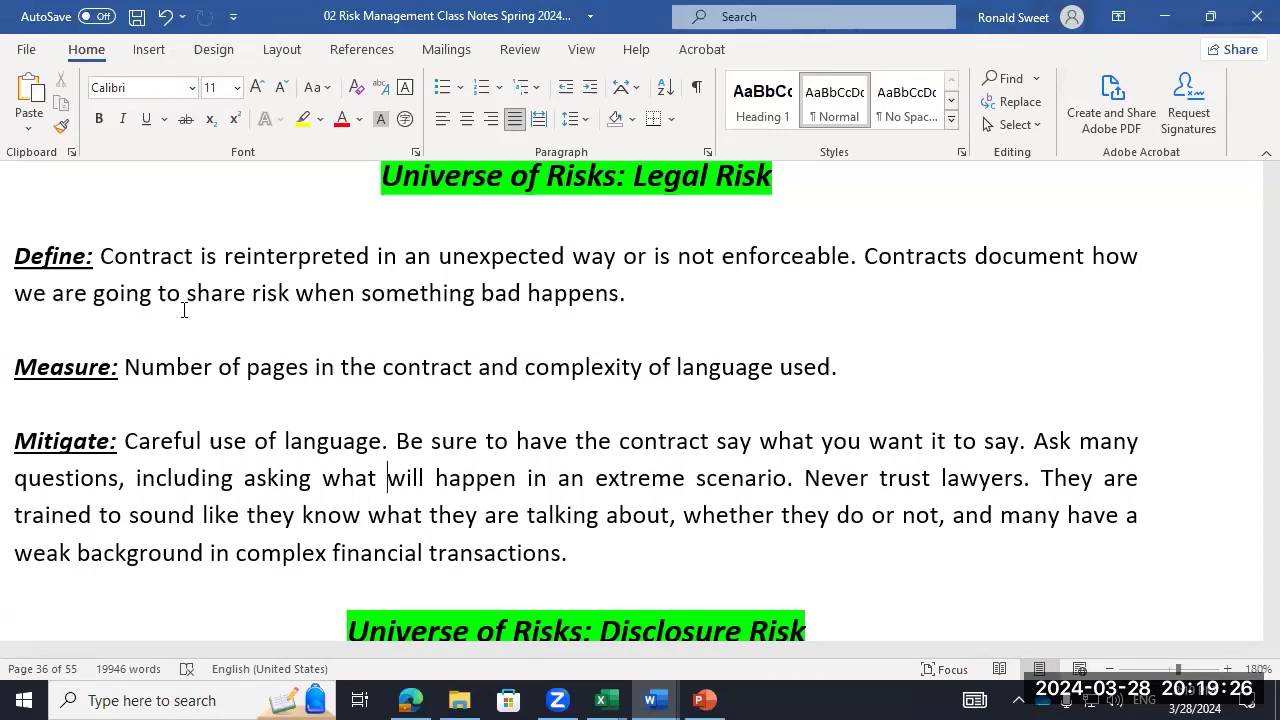 AutoSave Off 02 Risk Management Class Notes Spring 2024... Search Ronald Sweet
File Home Insert Design Layout References Mailings Review View Help Acrobat Share
Paste Calibri 11 Aa A
B I U ab x₂ x² A A A
AaBbCc AaBbCcDc AaBbCcDc
Heading 1 ¶ Normal ¶ No Spac...
Find
Replace
Select
Create and Share
Adobe PDF
Request
Signatures
Clipboard Font Paragraph Styles Editing Adobe Acrobat
Universe of Risks: Legal Risk
Define: Contract is reinterpreted in an unexpected way or is not enforceable. Contracts document how
we are going to share risk when something bad happens.
Measure: Number of pages in the contract and complexity of language used.
Mitigate: Careful use of language. Be sure to have the contract say what you want it to say. Ask many
questions, including asking what will happen in an extreme scenario. Never trust lawyers. They are
trained to sound like they know what they are talking about, whether they do or not, and many have a
weak background in complex financial transactions.
Universe of Risks: Disclosure Risk
Page 36 of 55 19946 words English (United States) Focus 180%
Type here to search
2024-03-28 20:19:26
ENG
3/28/2024